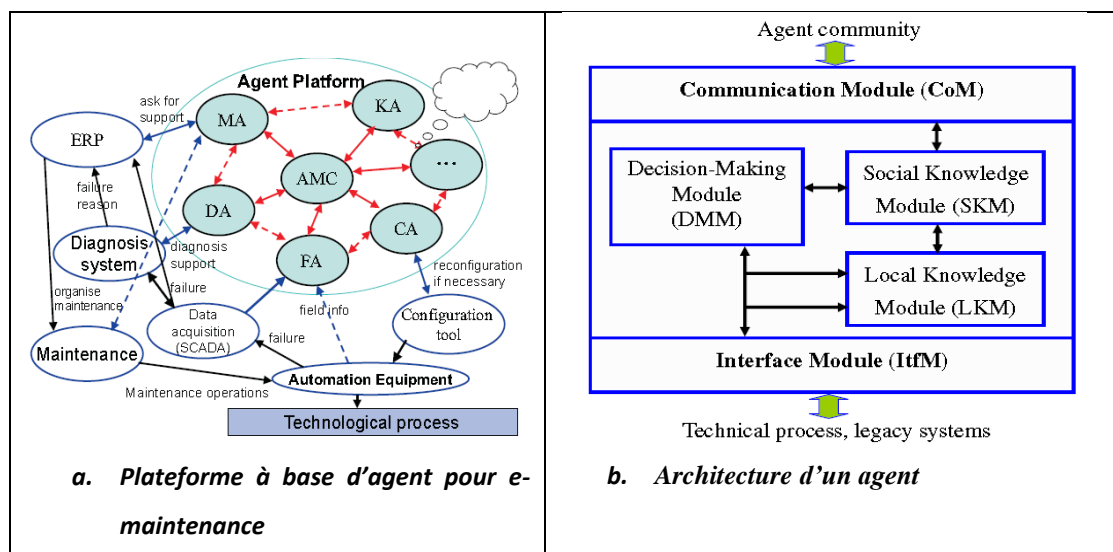 Agent Platform
ask for
support
MA
KA
ERP
...
AMC
failure
reason
DA
CA
Diagnosis
system
diagnosis
support
FA
reconfiguration
if necessary
organise
maintenance
failure
Data
acquisition
(SCADA)
field info
Configuration
tool
Maintenance
failure
Automation Equipment
Maintenance operations
Technological process
a. Plateforme à base d'agent pour e-
maintenance
Agent community
Communication Module (CoM)
Decision-Making
Module
(DMM)
Social Knowledge
Module (SKM)
Local Knowledge
Module (LKM)
Interface Module (ItfM)
Technical process, legacy systems
b. Architecture d'un agent